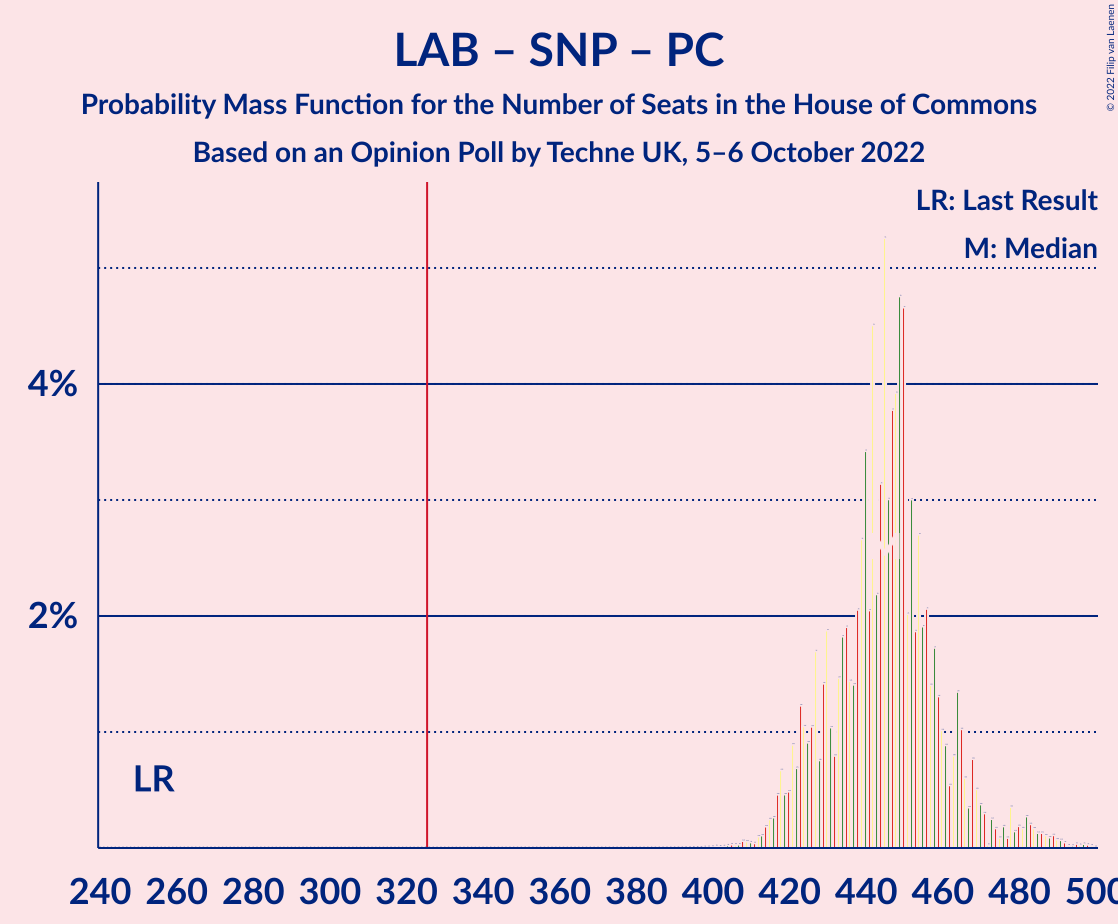 LAB – SNP – PC
Probability Mass Function for the Number of Seats in the House of Commons
Based on an Opinion Poll by Techne UK, 5–6 October 2022
© 2022 Filip van Laenen
LR: Last Result
M: Median
4%
2%
LR
240 260 280 300 320 340 360 380 400 420 440 460 480 500